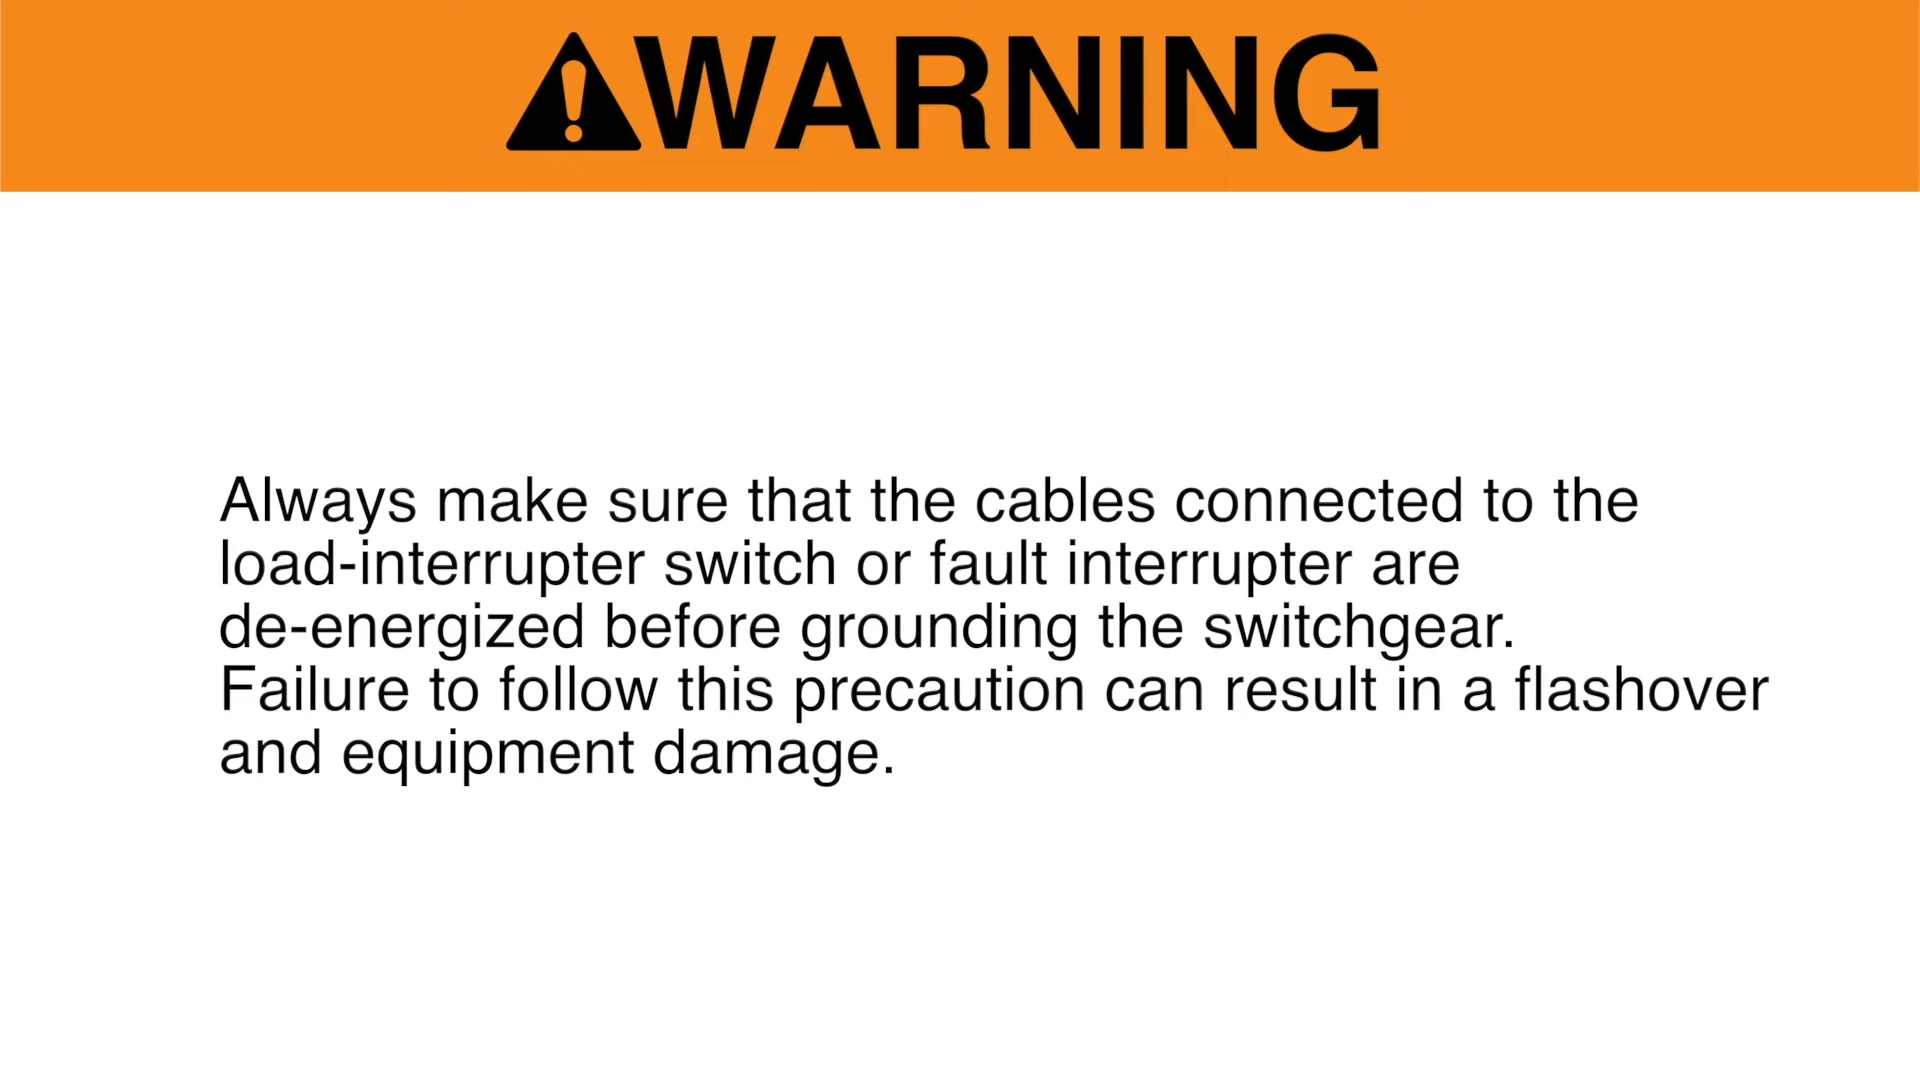 WARNING
Always make sure that the cables connected to the
load-interrupter switch or fault interrupter are
de-energized before grounding the switchgear.
Failure to follow this precaution can result in a flashover
and equipment damage.